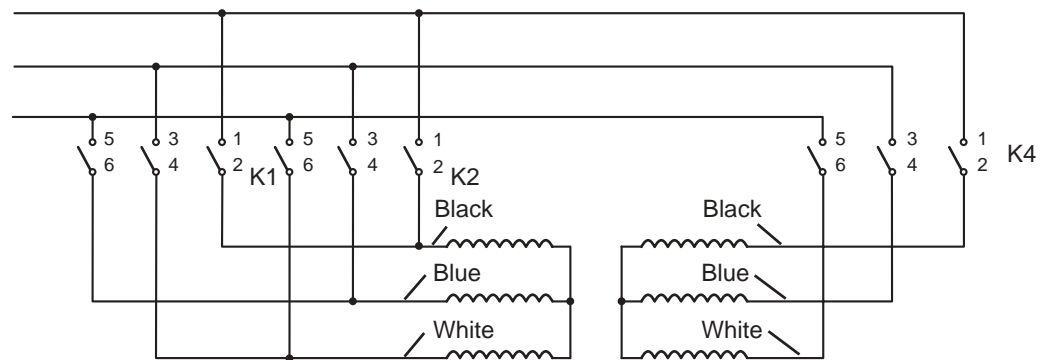 5 3 1 5 3 1 5 3 1
6 4 2 K1 6 4 2 K2 6 4 2 K4
Black Black
Blue Blue
White White